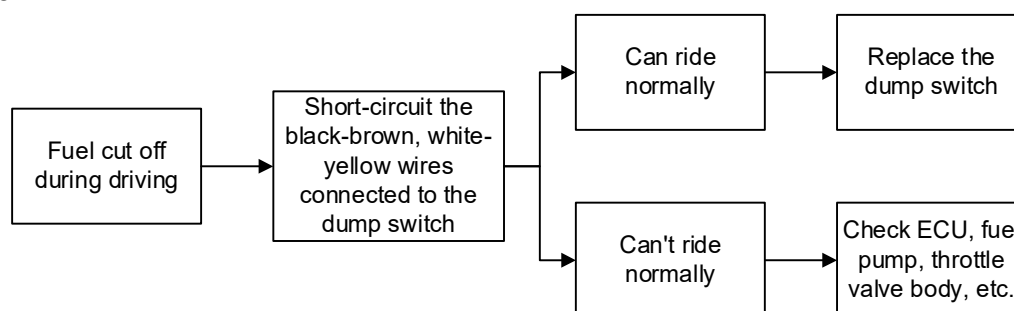 Fuel cut off
during driving
Short-circuit the
black-brown, white-
yellow wires
connected to the
dump switch
Can ride
normally
Replace the
dump switch
Can't ride
normally
Check ECU, fue
pump, throttle
valve body, etc.